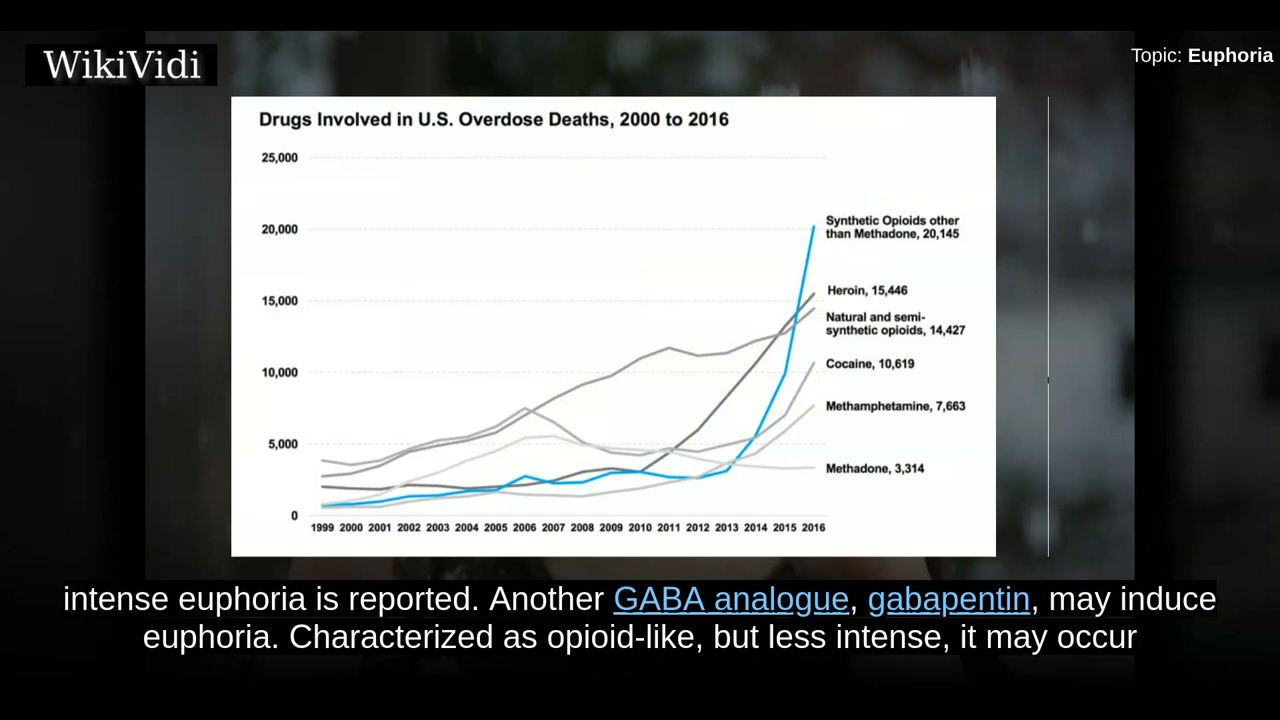 WikiVidi
Topic: Euphoria
Drugs Involved in U.S. Overdose Deaths, 2000 to 2016
25,000
20,000
15,000
10,000
5,000
0
Synthetic Opioids other
than Methadone, 20,145
Heroin, 15,446
Natural and semi-
synthetic opioids, 14,427
Cocaine, 10,619
Methamphetamine, 7,663
Methadone, 3,314
1999 2000 2001 2002 2003 2004 2005 2006 2007 2008 2009 2010 2011 2012 2013 2014 2015 2016
intense euphoria is reported. Another GABA analogue, gabapentin, may induce
euphoria. Characterized as opioid-like, but less intense, it may occur